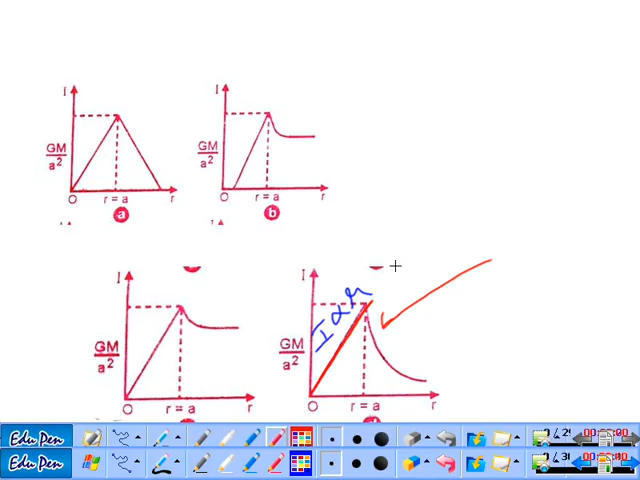 I I
GM/a² GM/a²
O r = a r O r = a r
a b
I I
I α r
GM/a² GM/a²
O r = a r O r = a r
d
Edu Pen
Edu Pen